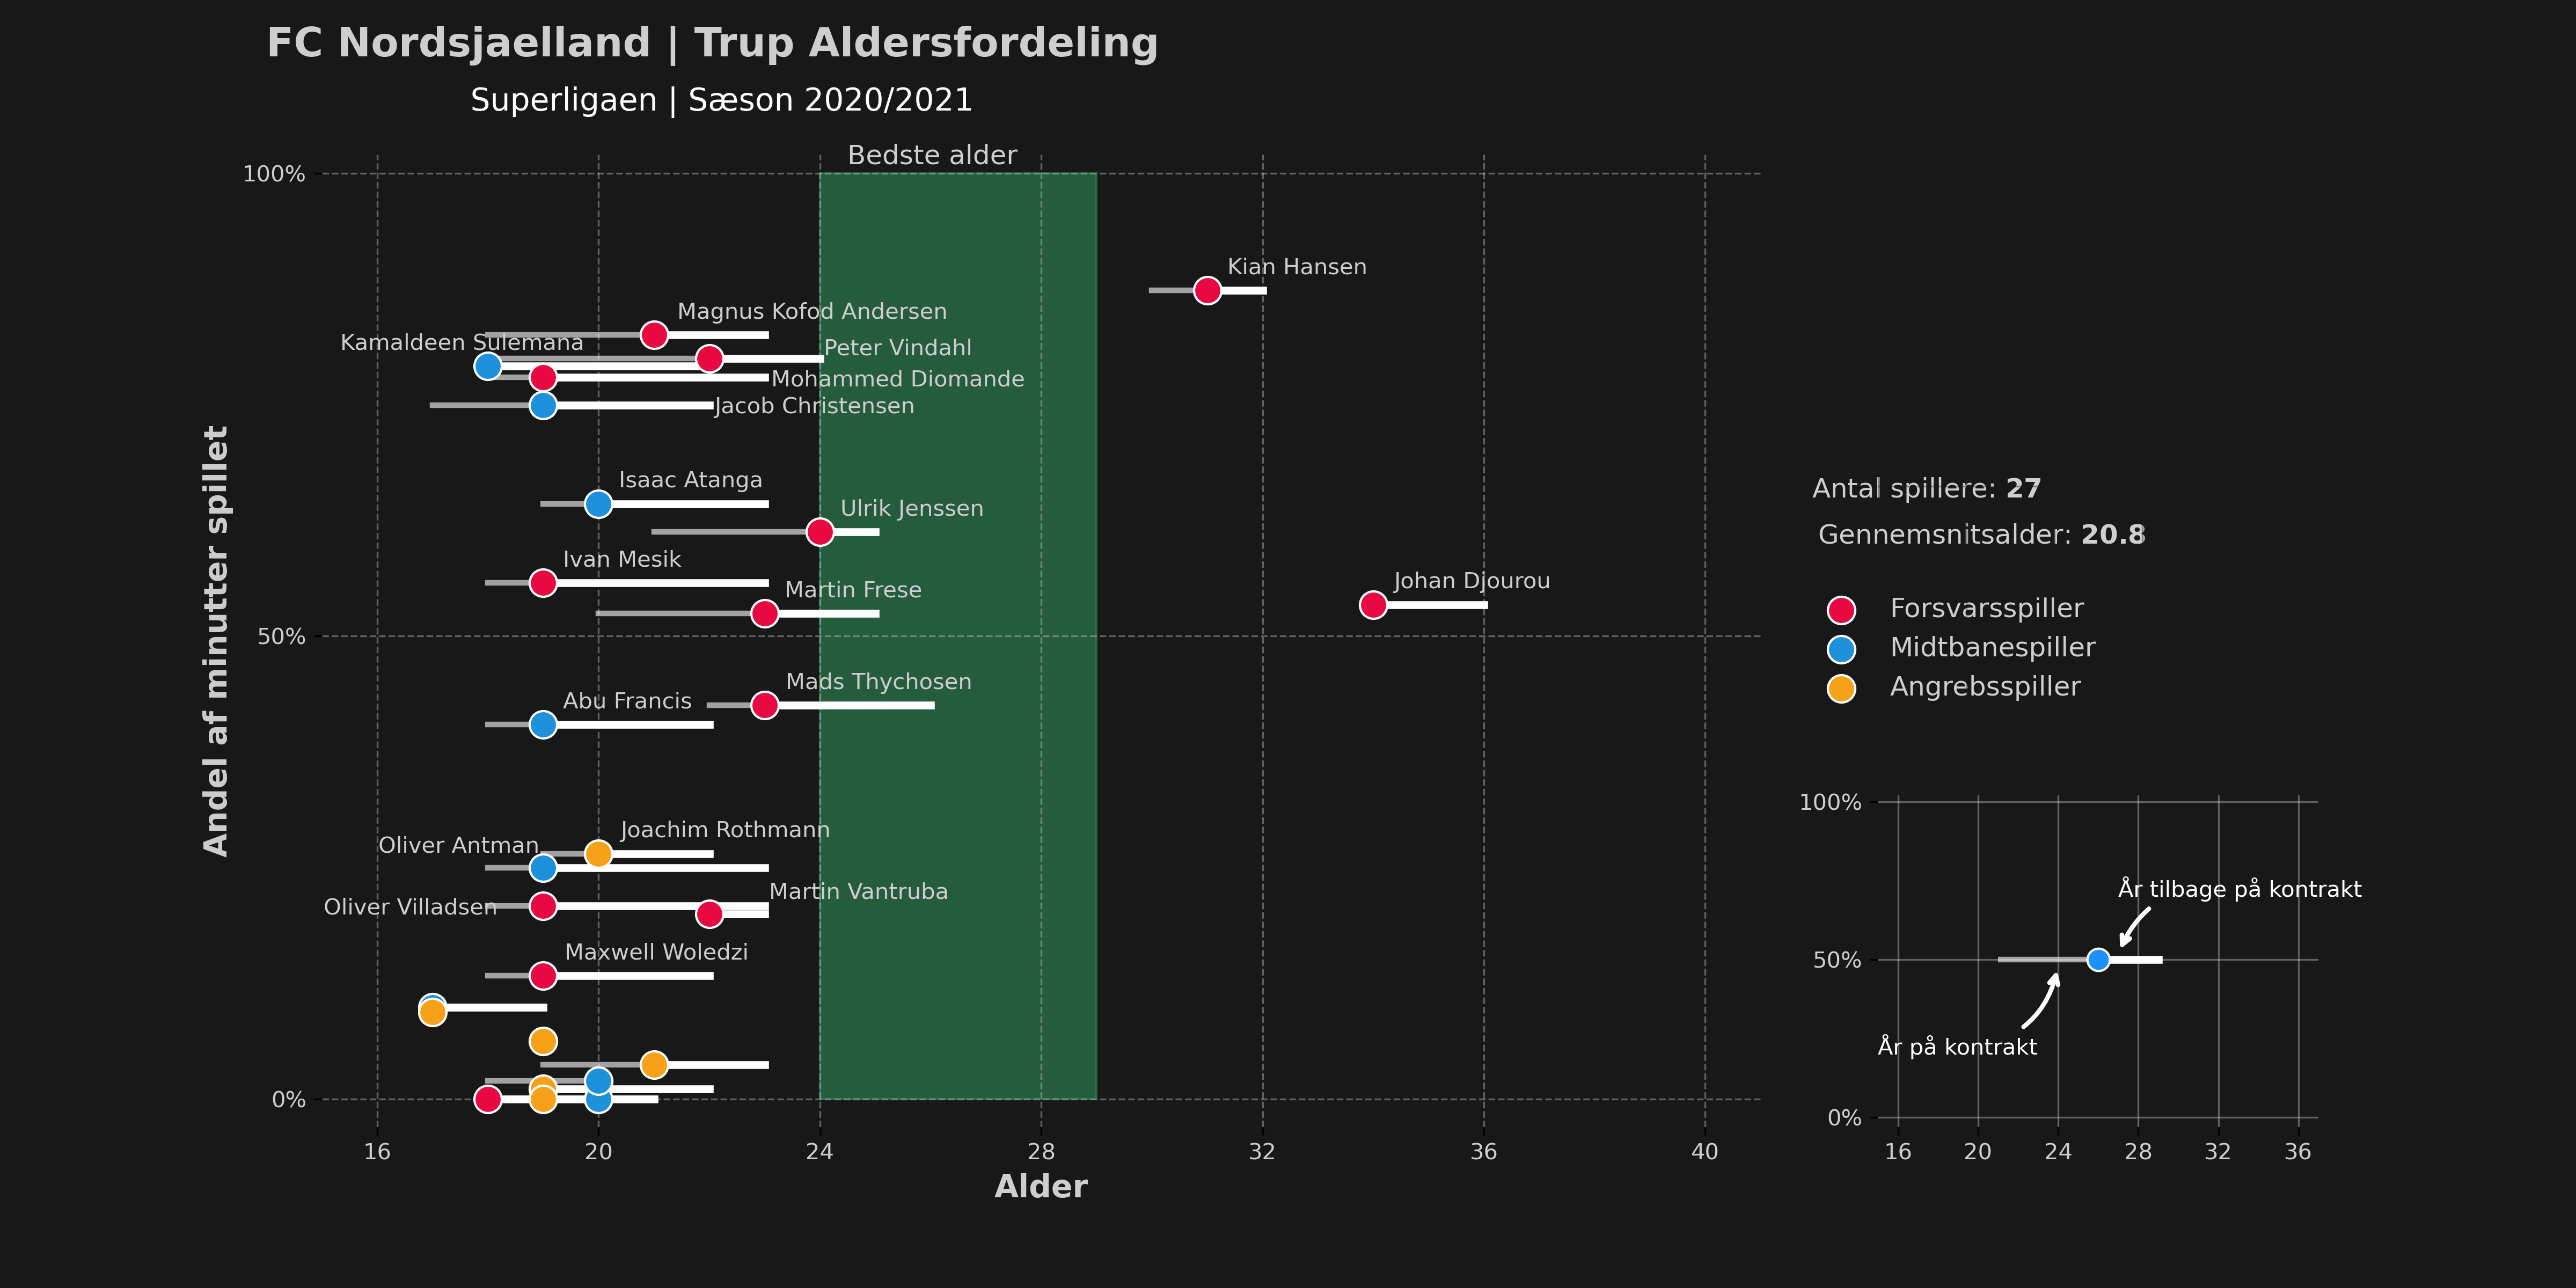 FC Nordsjaelland | Trup Aldersfordeling
Superligaen | Sæson 2020/2021
Bedste alder
100%
50%
0%
Andel af minutter spillet
Kian Hansen
Magnus Kofod Andersen
Kamaldeen Sulemana
Peter Vindahl
Mohammed Diomande
Jacob Christensen
Isaac Atanga
Ulrik Jenssen
Ivan Mesik
Johan Djourou
Martin Frese
Mads Thychosen
Abu Francis
Joachim Rothmann
Oliver Antman
Martin Vantruba
Oliver Villadsen
Maxwell Woledzi
16 20 24 28 32 36 40
Alder
Antal spillere: 27
Gennemsnitsalder: 20.8
Forsvarsspiller
Midtbanespiller
Angrebsspiller
100%
År tilbage på kontrakt
50%
År på kontrakt
0%
16 20 24 28 32 36